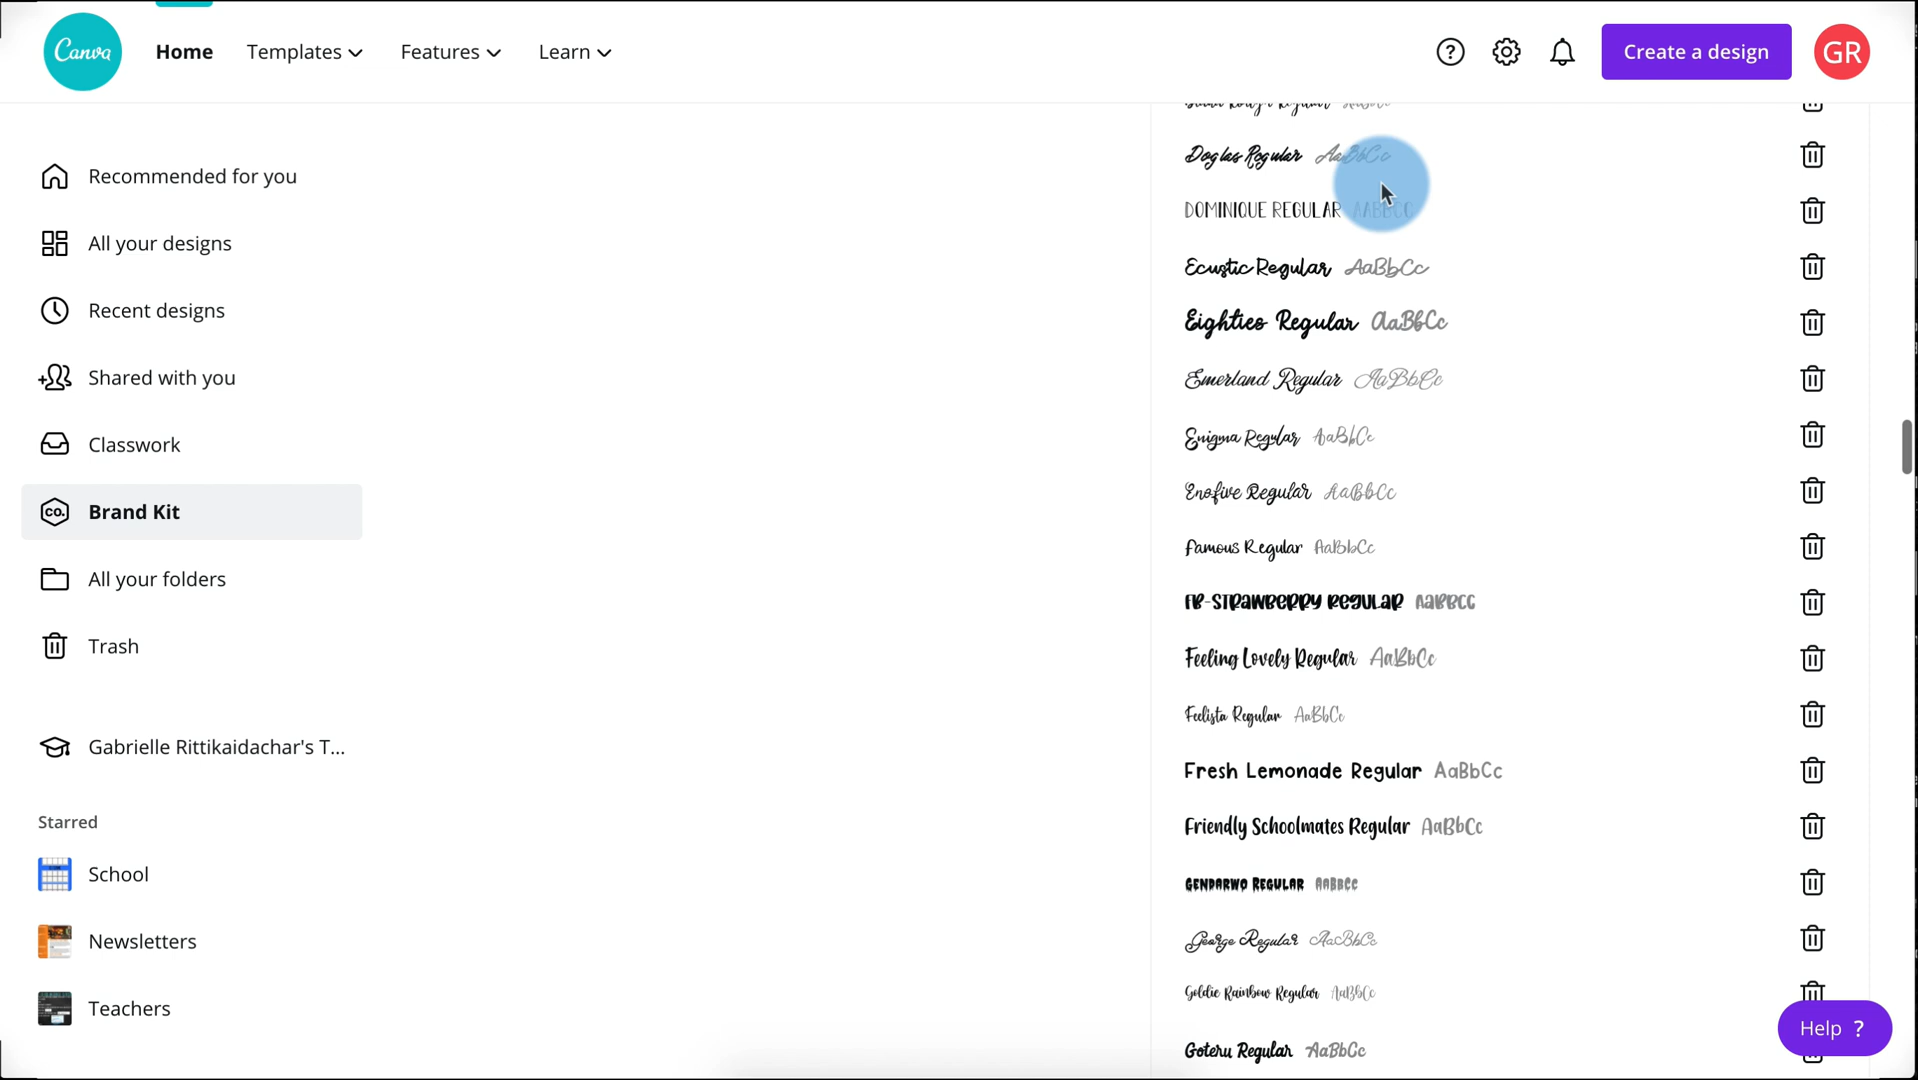 Canva
Home
Templates
Features
Learn
Create a design
GR
Recommended for you
All your designs
Recent designs
Shared with you
Classwork
CO.
Brand Kit
All your folders
Trash
Gabrielle Rittikaidachar's T...
Starred
School
Newsletters
Teachers
Doglas Regular AaBbCc
DOMINIQUE REGULAR AABBCC
Ecustic Regular AaBbCc
Eighties Regular AaBbCc
Emerland Regular AaBbCc
Enigma Regular AaBbCc
Enofive Regular AaBbCc
Famous Regular AaBbCc
FB-STRAWBERRY REGULAR AABBCC
Feeling Lovely Regular AaBbCc
Feelista Regular AaBbCc
Fresh Lemonade Regular AaBbCc
Friendly Schoolmates Regular AaBbCc
GENDARWO REGULAR AABBCC
George Regular AaBbCc
Goldie Rainbow Regular AaBbCc
Goteru Regular AaBbCc
Help ?